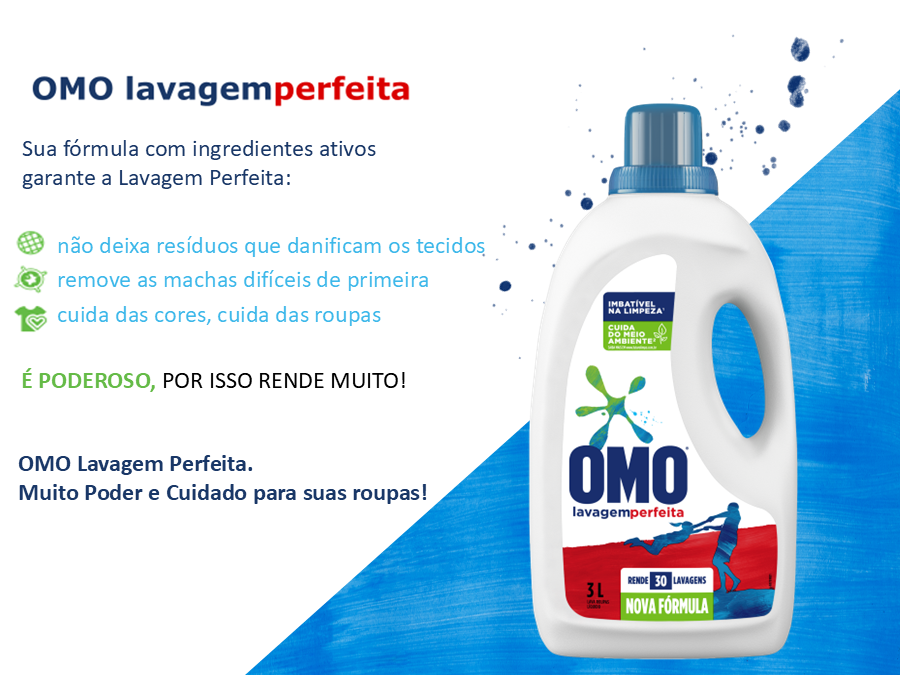 OMO lavagemperfeita
Sua fórmula com ingredientes ativos
garante a Lavagem Perfeita:
não deixa resíduos que danificam os tecidos
remove as machas difíceis de primeira
cuida das cores, cuida das roupas
É PODEROSO, POR ISSO RENDE MUITO!
OMO Lavagem Perfeita.
Muito Poder e Cuidado para suas roupas!
IMBATÍVEL
NA LIMPEZA
CUIDA
DO MEIO
AMBIENTE
OMO
lavagemperfeita
RENDE 30 LAVAGENS
3 L
NOVA FÓRMULA